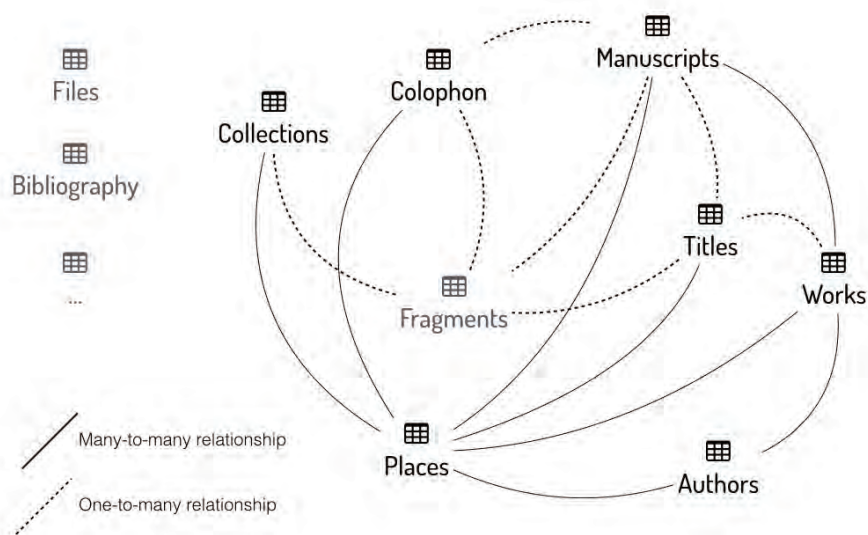 Files
Bibliography
...
Collections
Colophon
Manuscripts
Titles
Works
Fragments
Places
Authors
Many-to-many relationship
One-to-many relationship